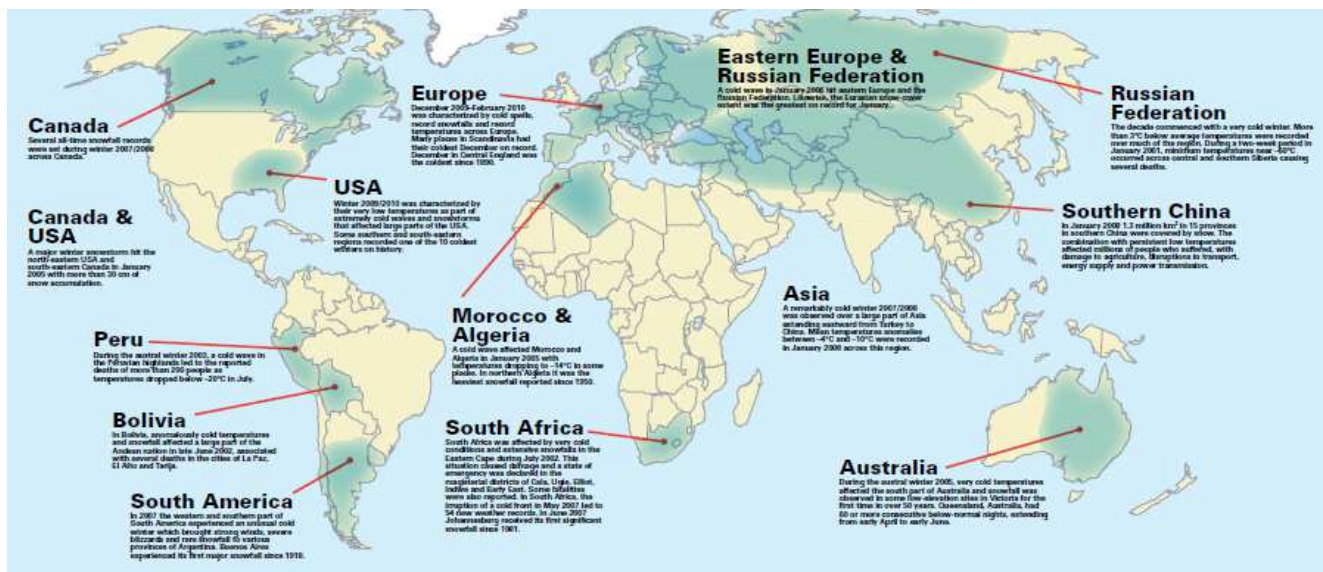 Canada
Several all-time snowfall records
were set during winter 2007/2008
across Canada.
Canada &
USA
A major winter snowstorm hit the
north-eastern USA and
south-eastern Canada in January
2005 with more than 30 cm of
snow accumulation.
USA
Winter 2009/2010 was characterized by
their very low temperatures as part of
extremely cold waves and snowstorms
that affected large parts of the USA.
Some southern and south-eastern
regions recorded one of the 10 coldest
winters on history.
Europe
December 2009–February 2010
was characterized by cold spells,
record snowfalls and record
temperatures across Europe.
Many places in Scandinavia had
their coldest December on record.
December in Central England was
the coldest since 1890.
Eastern Europe &
Russian Federation
A cold wave in January 2006 hit eastern Europe and the
Russian Federation. Likewise, the Eurasian snow-cover
extent was the greatest on record for January.
Russian
Federation
The decade commenced with a very cold winter. More
than 3°C below average temperatures were recorded
over much of the region. During a two-week period in
January 2001, minimum temperatures near –60°C
occurred across central and southern Siberia causing
several deaths.
Southern China
In January 2008 1.3 million km² in 15 provinces
in southern China were covered by snow. The
combination with persistent low temperatures
affected millions of people who suffered, with
damage to agriculture, disruptions in transport,
energy supply and power transmission.
Asia
A remarkably cold winter 2007/2008
was observed over a large part of Asia
extending eastward from Turkey to
China. Mean temperatures anomalies
between –4°C and –10°C were recorded
in January 2008 across this region.
Morocco &
Algeria
A cold wave affected Morocco and
Algeria in January 2005 with
temperatures dropping to –14°C in some
places. In northern Algeria it was the
heaviest snowfall reported since 1950.
Peru
During the austral winter 2003, a cold wave in
the Peruvian highlands led to the reported
deaths of more than 200 people as
temperatures dropped below –20°C in July.
Bolivia
In Bolivia, anomalously cold temperatures
and snowfall affected a large part of the
Andean nation in late June 2002, associated
with several deaths in the cities of La Paz,
El Alto and Tarija.
South America
In 2007 the western and southern part of
South America experienced an unusual cold
winter which brought strong winds, severe
blizzards and rare snowfall to various
provinces of Argentina. Buenos Aires
experienced its first major snowfall since 1918.
South Africa
South Africa was affected by very cold
conditions and extensive snowfalls in the
Eastern Cape during July 2002. This
situation caused damage and a state of
emergency was declared in the
magisterial districts of Cala, Ugie, Elliot,
Indwe and Barly East. Some fatalities
were also reported. In South Africa, the
irruption of a cold front in May 2007 led to
54 new weather records. In June 2007
Johannesburg received its first significant
snowfall since 1981.
Australia
During the austral winter 2005, very cold temperatures
affected the south part of Australia and snowfall was
observed in some low-elevation sites in Victoria for the
first time in over 50 years. Queensland, Australia, had
60 or more consecutive below-normal nights, extending
from early April to early June.